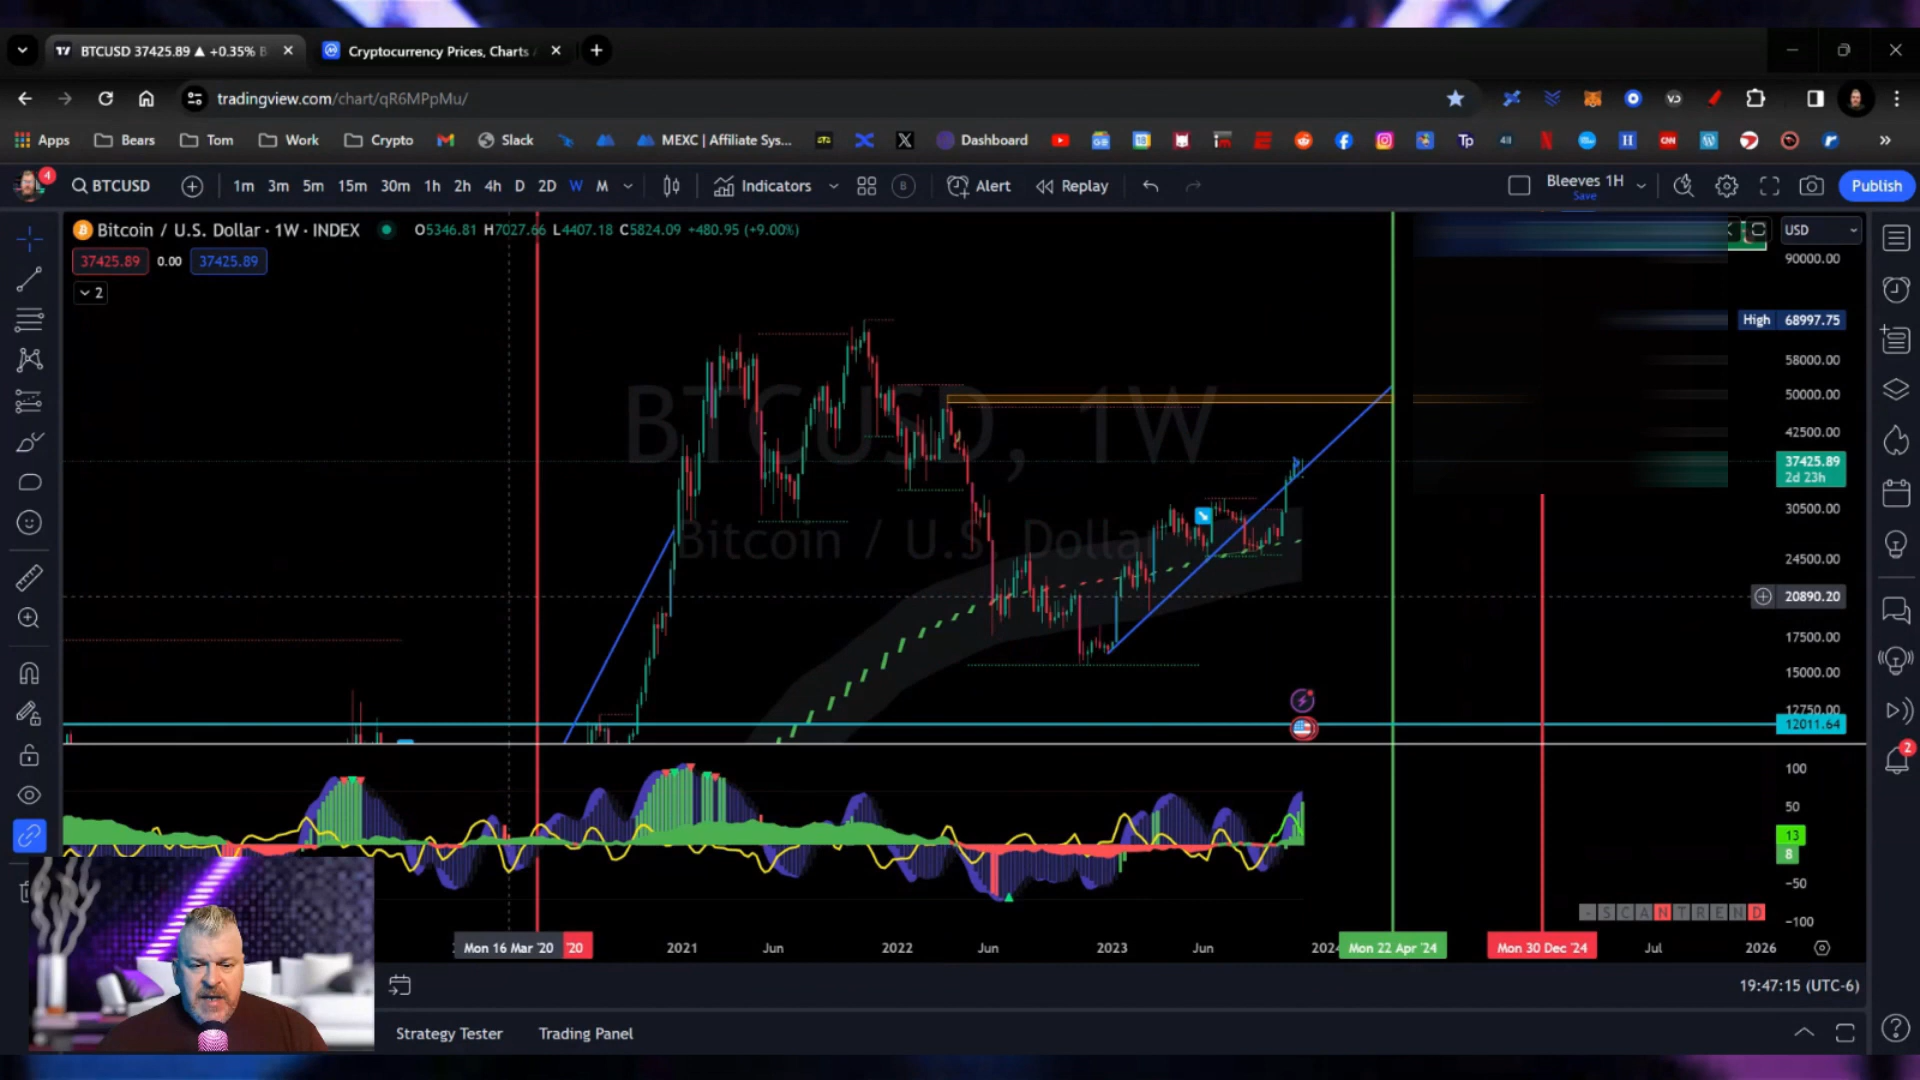 BTCUSD 37425.89 ▲ +0.35% B
Cryptocurrency Prices, Charts
tradingview.com/chart/qR6MPpMu/
Apps Bears Tom Work Crypto Slack MEXC | Affiliate Sys... Dashboard
4 BTCUSD 1m 3m 5m 15m 30m 1h 2h 4h D 2D W M Indicators Alert Replay Bleeves 1H Save Publish
Bitcoin / U.S. Dollar · 1W · INDEX O5346.81 H7027.66 L4407.18 C5824.09 +480.95 (+9.00%)
USD
37425.89 0.00 37425.89
2
90000.00
High 68997.75
58000.00
50000.00
42500.00
37425.89
2d 23h
30500.00
24500.00
20890.20
17500.00
15000.00
12750.00
12011.64
BTCUSD, 1W
Bitcoin / U.S. Dollar
100
50
13
8
-50
-100
- S C A N T R E N D
2
Mon 16 Mar '20 '20 2021 Jun 2022 Jun 2023 Jun 2024 Mon 22 Apr '24 Mon 30 Dec '24 Jul 2026
19:47:15 (UTC-6)
Strategy Tester Trading Panel